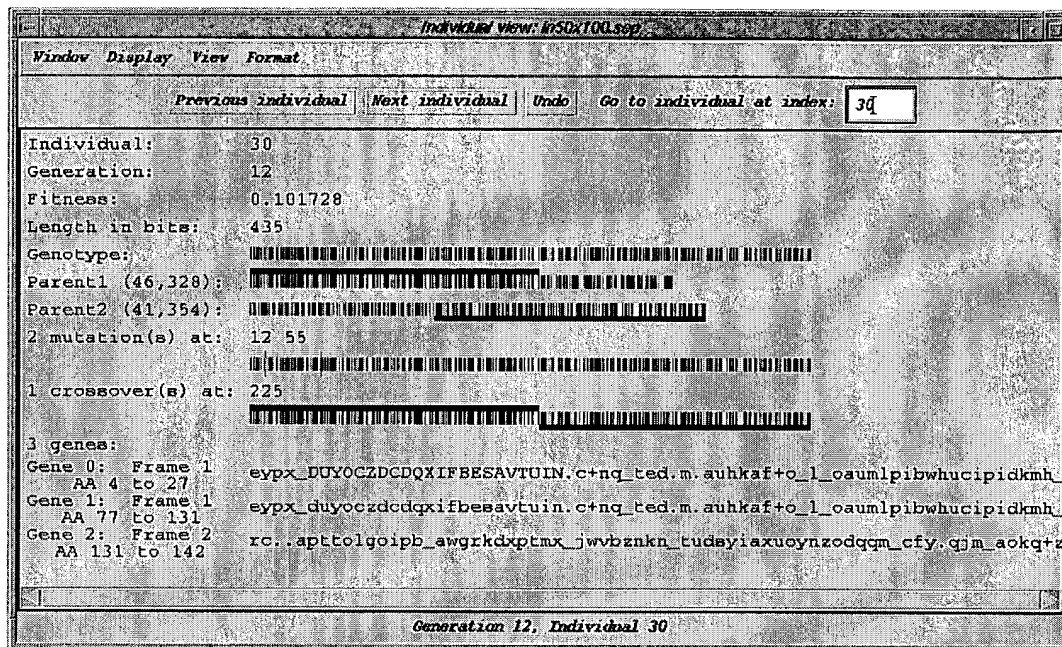 Individual view: in50x100.sep
Window Display View Format
Previous individual Next individual Undo Go to individual at index: 30
Individual: 30
Generation: 12
Fitness: 0.101728
Length in bits: 435
Genotype:
Parent1 (46,328):
Parent2 (41,354):
2 mutation(s) at: 12 55
1 crossover(s) at: 225
3 genes:
Gene 0: Frame 1
AA 4 to 27
eypx_DUYOCZDCDQXIFBESAVTUIN.c+nq_ted.m.auhkaf+o_l_oaumlpibwhucipidkmh_
Gene 1: Frame 1
AA 77 to 131
eypx_duyoczdcdqxifbesavtuin.c+nq_ted.m.auhkaf+o_l_oaumlpibwhucipidkmh_
Gene 2: Frame 2
AA 131 to 142
rc..apttolgoipb_awgrkdxptmx_jwvbznkn_tudsyiaxuoynzodqqm_cfy.qjm_aokq+z
Generation 12, Individual 30